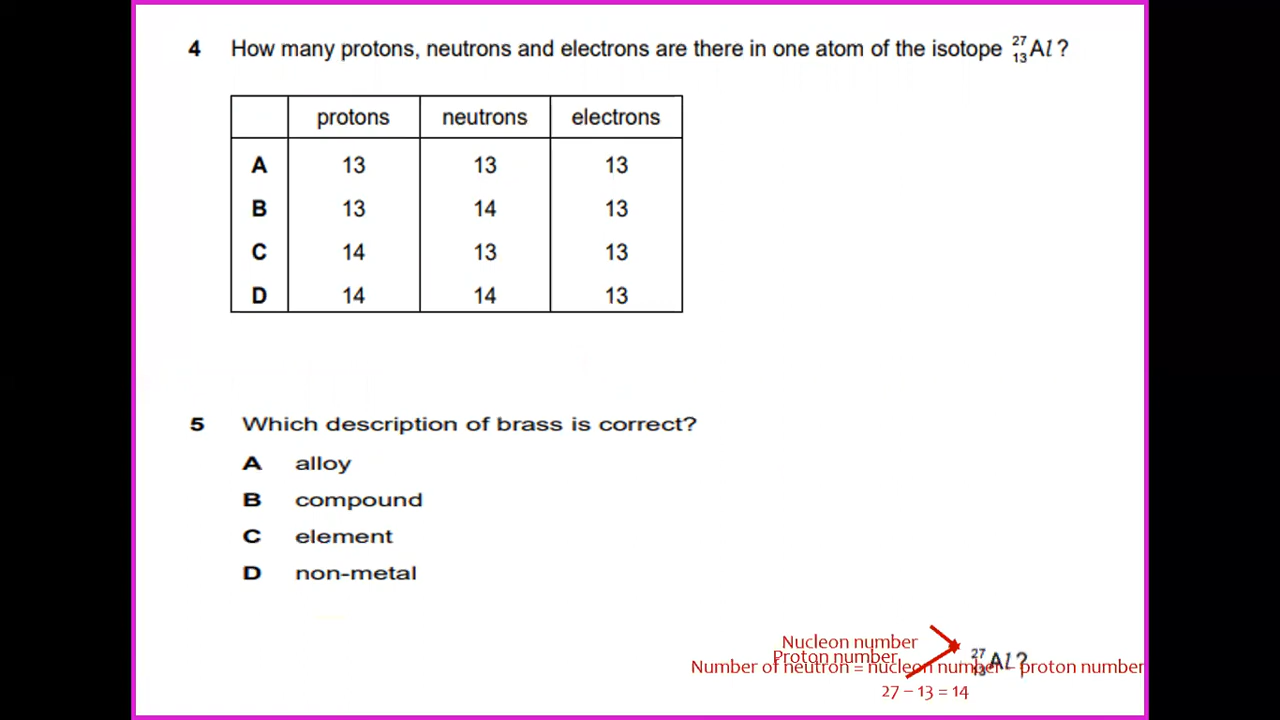 4 How many protons, neutrons and electrons are there in one atom of the isotope ²⁷₁₃Al?
protons neutrons electrons
A 13 13 13
B 13 14 13
C 14 13 13
D 14 14 13
5 Which description of brass is correct?
A alloy
B compound
C element
D non-metal
Nucleon number
Proton number
²⁷₁₃Al?
Number of neutron = nucleon number – proton number
27 – 13 = 14